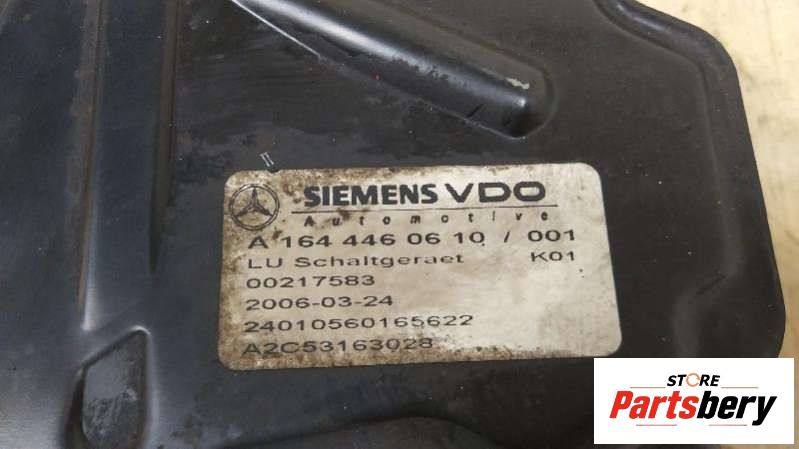 SIEMENS VDO
Automotive
A 164 446 06 10 / 001
LU Schaltgeraet K01
00217583
2006-03-24
24010560165622
A2C53163028
STORE
Partsbery